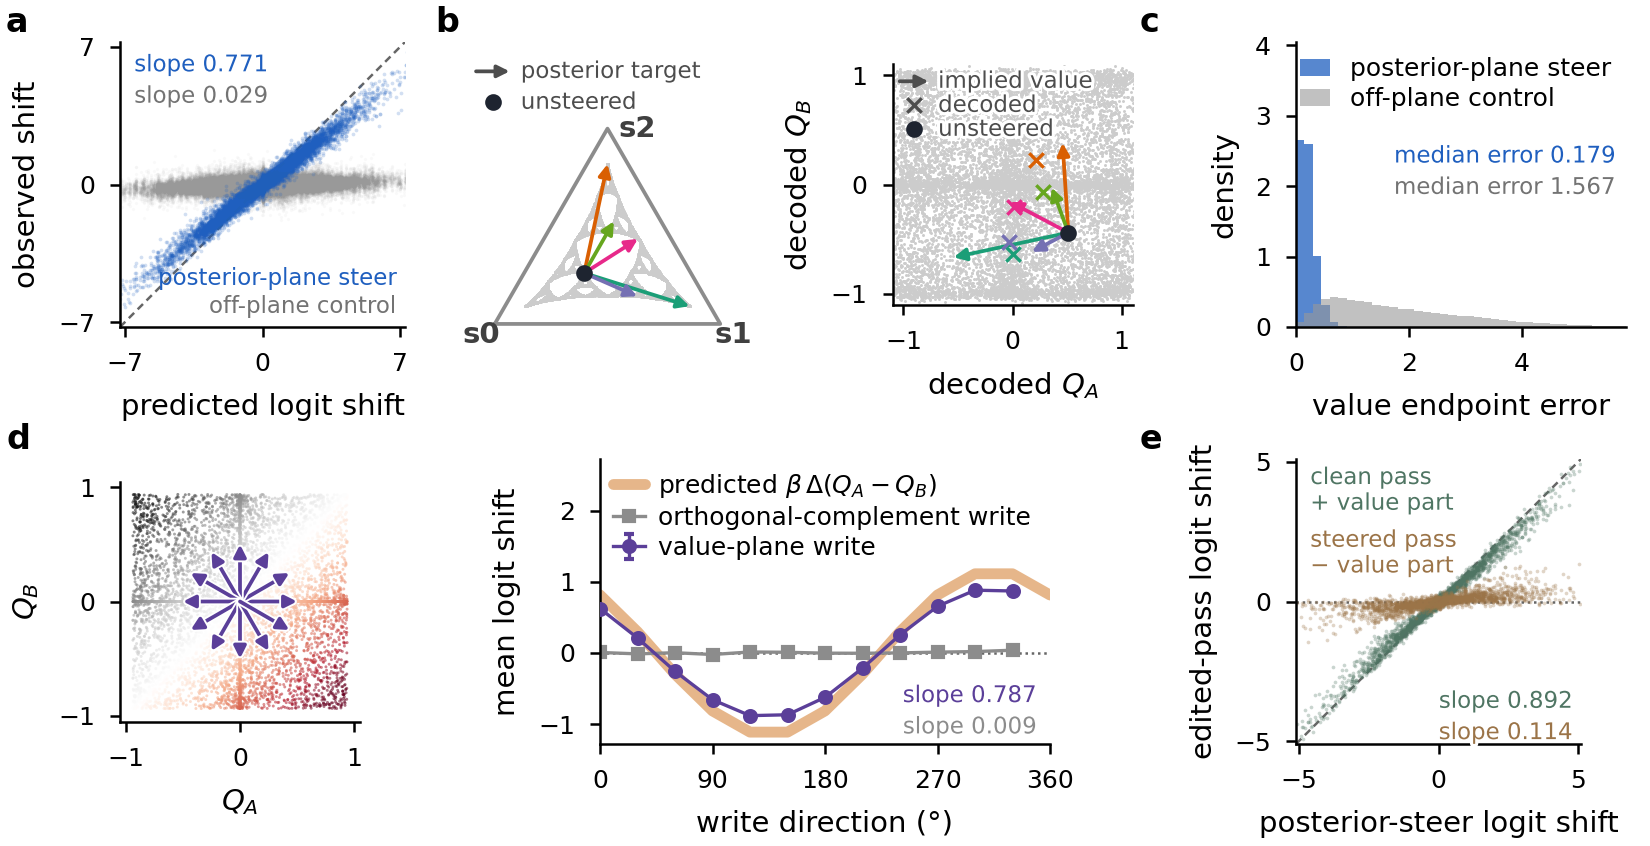 a
7
0
−7
observed shift
slope 0.771
slope 0.029
posterior-plane steer
off-plane control
−7
0
7
predicted logit shift
b
posterior target
unsteered
s2
s0
s1
1
0
−1
decoded Q_B
implied value
decoded
unsteered
−1
0
1
decoded Q_A
c
4
3
2
1
0
density
posterior-plane steer
off-plane control
median error 0.179
median error 1.567
0
2
4
value endpoint error
d
1
0
−1
Q_B
−1
0
1
Q_A
2
1
0
−1
mean logit shift
predicted β Δ(Q_A − Q_B)
orthogonal-complement write
value-plane write
slope 0.787
slope 0.009
0
90
180
270
360
write direction (°)
e
5
0
−5
edited-pass logit shift
clean pass
+ value part
steered pass
− value part
slope 0.892
slope 0.114
−5
0
5
posterior-steer logit shift